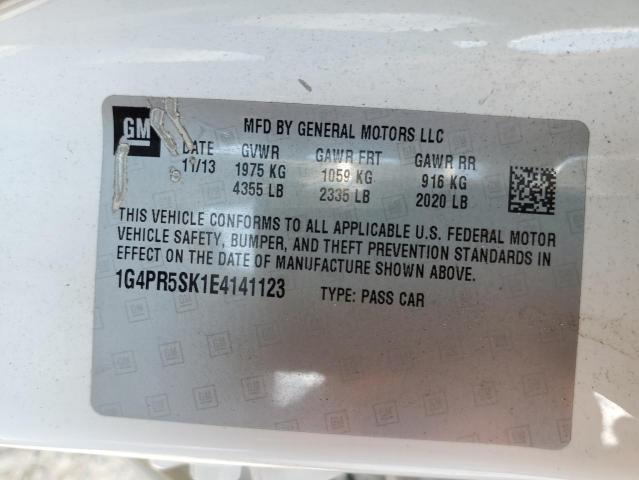 GM MFD BY GENERAL MOTORS LLC
DATE GVWR GAWR FRT GAWR RR
11/13 1975 KG 1059 KG 916 KG
4355 LB 2335 LB 2020 LB
THIS VEHICLE CONFORMS TO ALL APPLICABLE U.S. FEDERAL MOTOR
VEHICLE SAFETY, BUMPER, AND THEFT PREVENTION STANDARDS IN
EFFECT ON THE DATE OF MANUFACTURE SHOWN ABOVE.
1G4PR5SK1E4141123 TYPE: PASS CAR